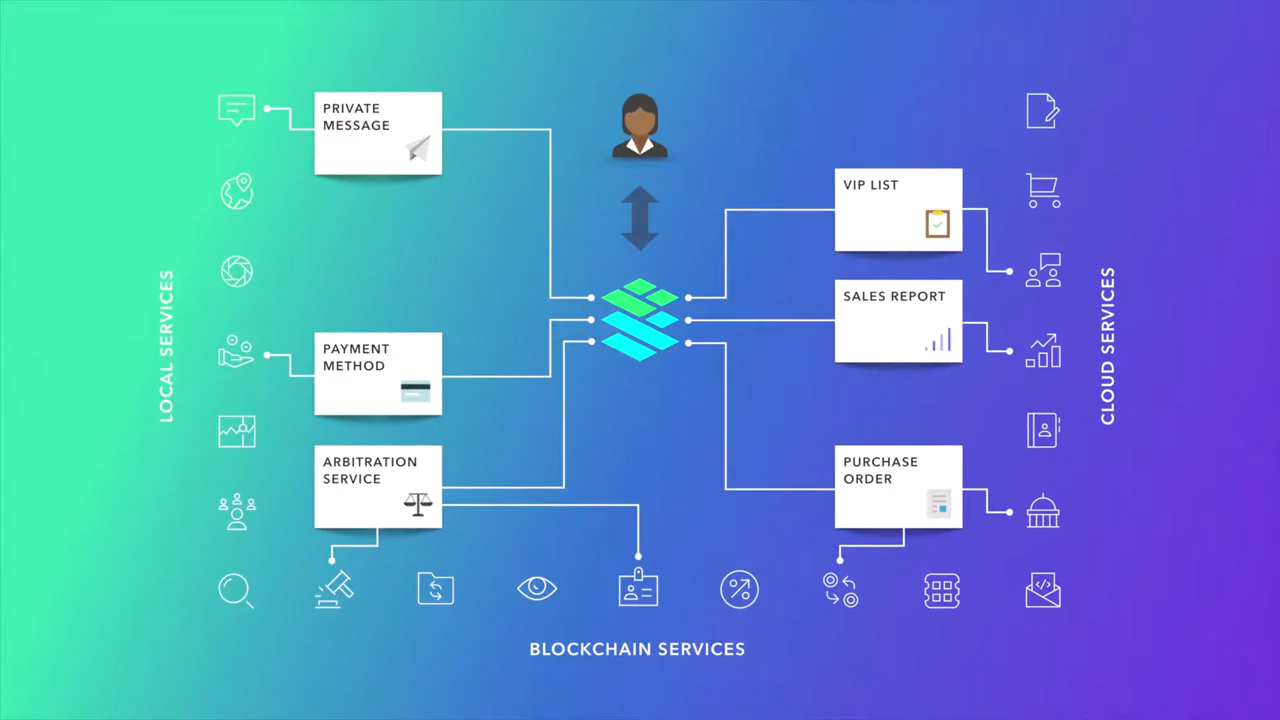 PRIVATE
MESSAGE
VIP LIST
SALES REPORT
LOCAL SERVICES
CLOUD SERVICES
PAYMENT
METHOD
ARBITRATION
SERVICE
PURCHASE
ORDER
BLOCKCHAIN SERVICES